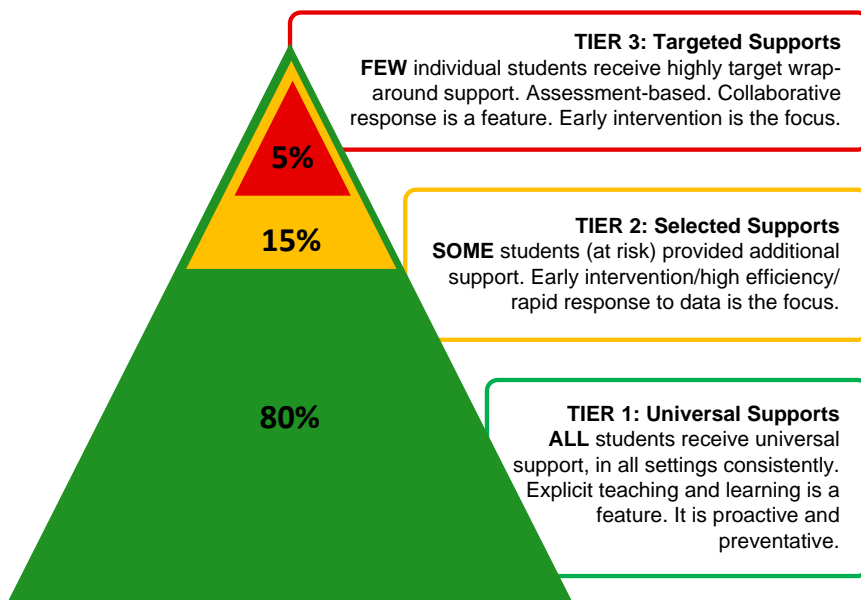 TIER 3: Targeted Supports
FEW individual students receive highly target wrap-
around support. Assessment-based. Collaborative
response is a feature. Early intervention is the focus.
5%
TIER 2: Selected Supports
SOME students (at risk) provided additional
support. Early intervention/high efficiency/
rapid response to data is the focus.
15%
TIER 1: Universal Supports
ALL students receive universal
support, in all settings consistently.
Explicit teaching and learning is a
feature. It is proactive and
preventative.
80%